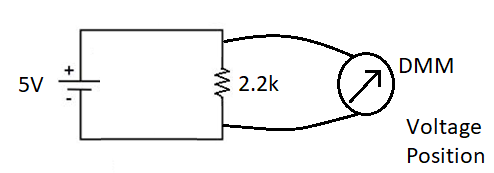 +
5V
-
2.2k
DMM
Voltage
Position